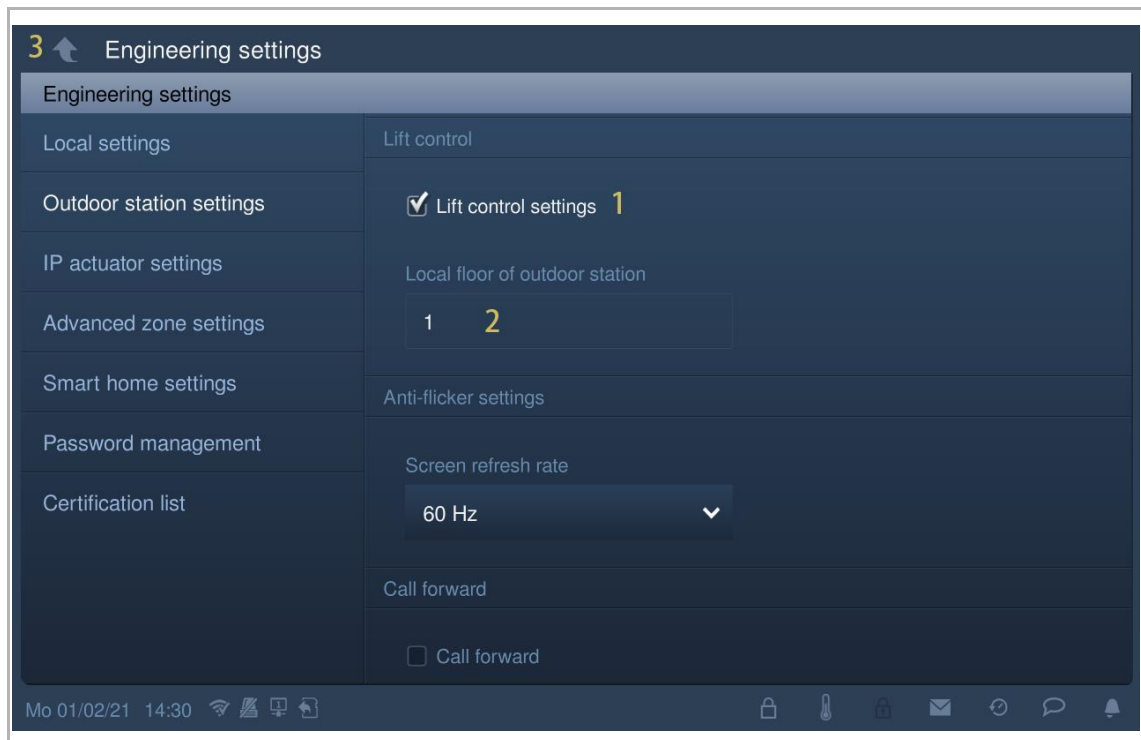 3 Engineering settings
Engineering settings
Local settings
Outdoor station settings
IP actuator settings
Advanced zone settings
Smart home settings
Password management
Certification list
Lift control
Lift control settings 1
Local floor of outdoor station
1 2
Anti-flicker settings
Screen refresh rate
60 Hz
Call forward
Call forward
Mo 01/02/21 14:30